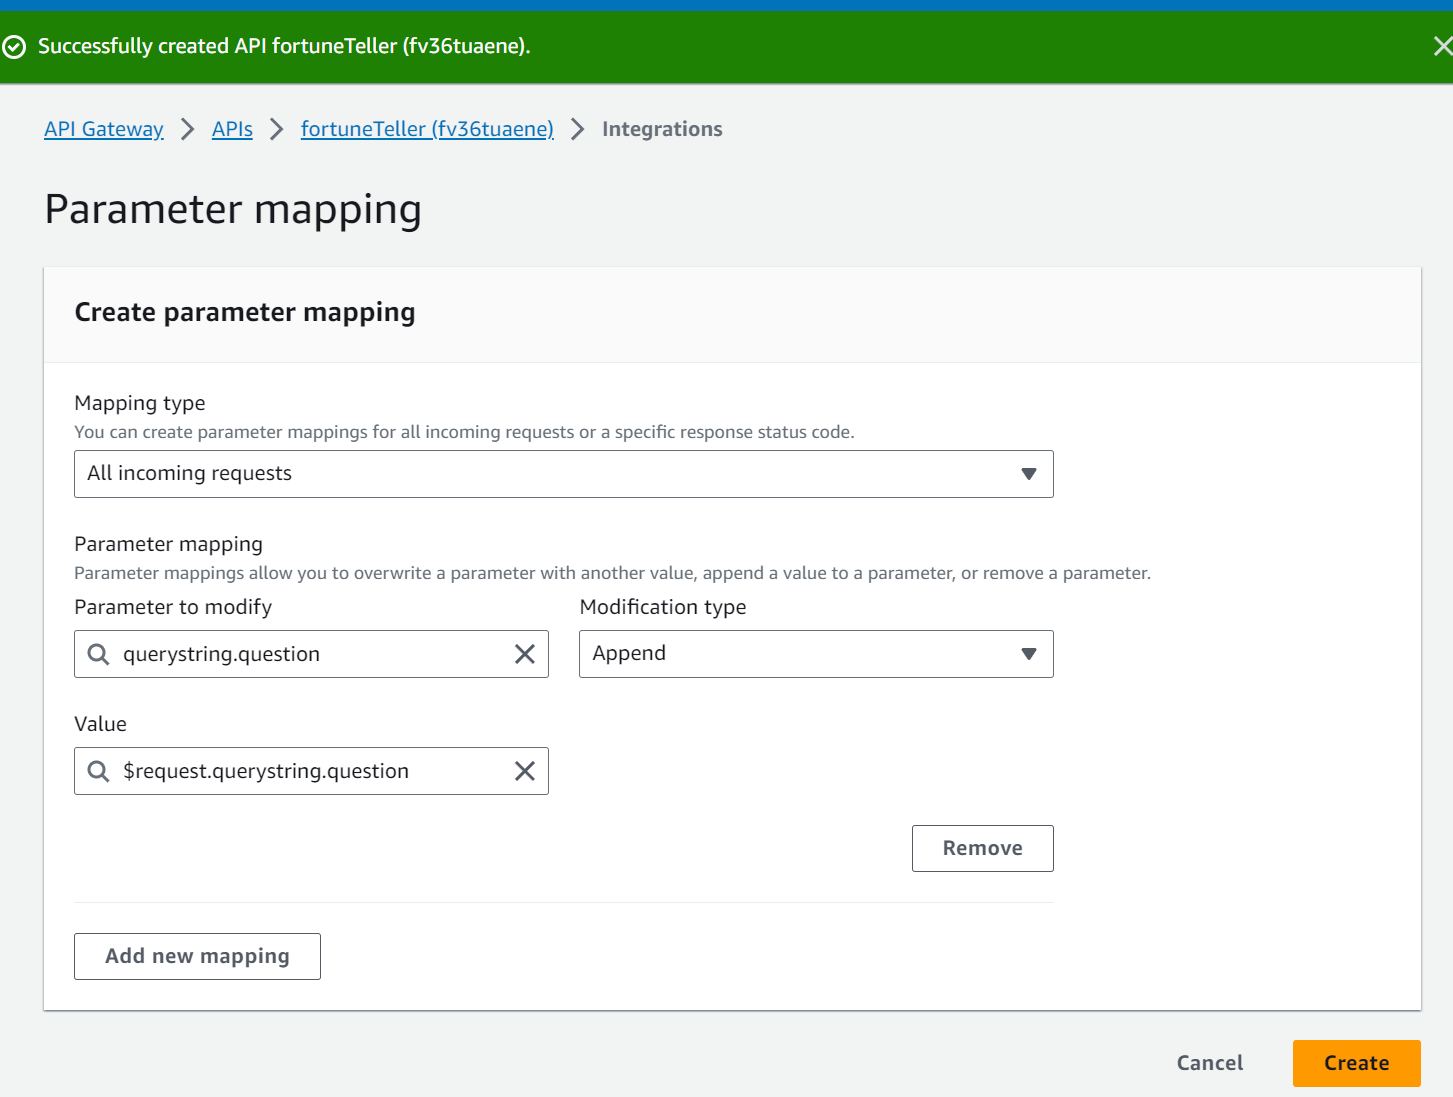 Successfully created API fortuneTeller (fv36tuaene).
API Gateway > APIs > fortuneTeller (fv36tuaene) > Integrations
Parameter mapping
Create parameter mapping
Mapping type
You can create parameter mappings for all incoming requests or a specific response status code.
All incoming requests
Parameter mapping
Parameter mappings allow you to overwrite a parameter with another value, append a value to a parameter, or remove a parameter.
Parameter to modify Modification type
querystring.question Append
Value
$request.querystring.question
Remove
Add new mapping
Cancel Create